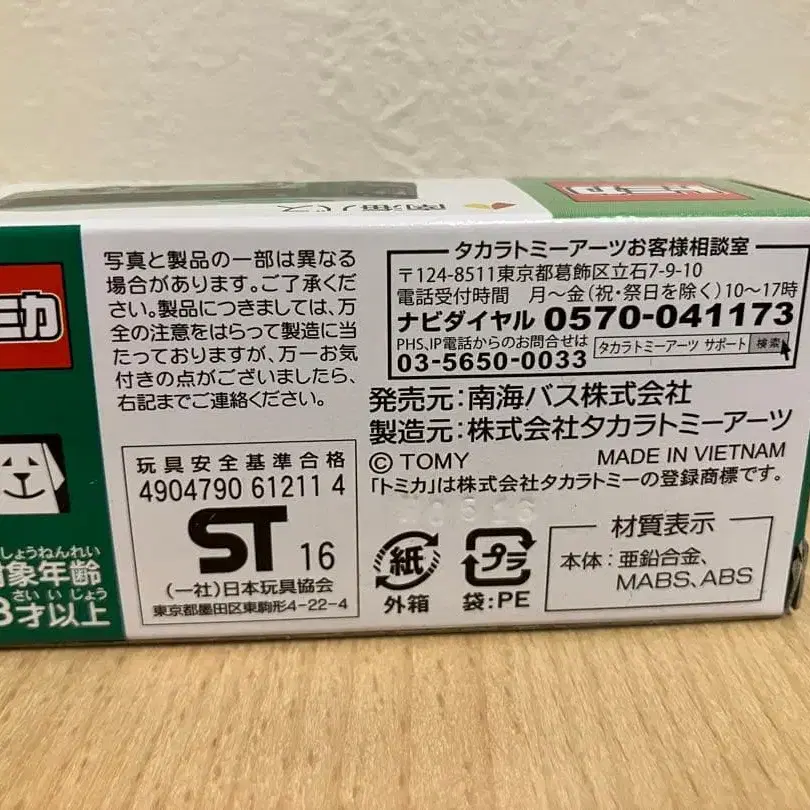 南海バス
トミカ
ミカ
写真と製品の一部は異なる
場合があります。ご了承くださ
い。製品につきましては、万
全の注意をはらって製造に当
たっておりますが、万一お気
付きの点がございましたら、
右記までご連絡ください。
タカラトミーアーツお客様相談室
〒124-8511東京都葛飾区立石7-9-10
電話受付時間 月～金(祝・祭日を除く)10～17時
ナビダイヤル 0570-041173
PHS、IP電話からのお問合せは
03-5650-0033
タカラトミーアーツ サポート 検索
発売元:南海バス株式会社
製造元:株式会社タカラトミーアーツ
© TOMY MADE IN VIETNAM
「トミカ」は株式会社タカラトミーの登録商標です。
玩具安全基準合格
4904790 61211 4
ST 16
(一社)日本玩具協会
東京都墨田区東駒形4-22-4
紙
外箱
プラ
袋:PE
材質表示
本体:亜鉛合金、
MABS、ABS
しょうねんれい
対象年齢
さいいじょう
3才以上